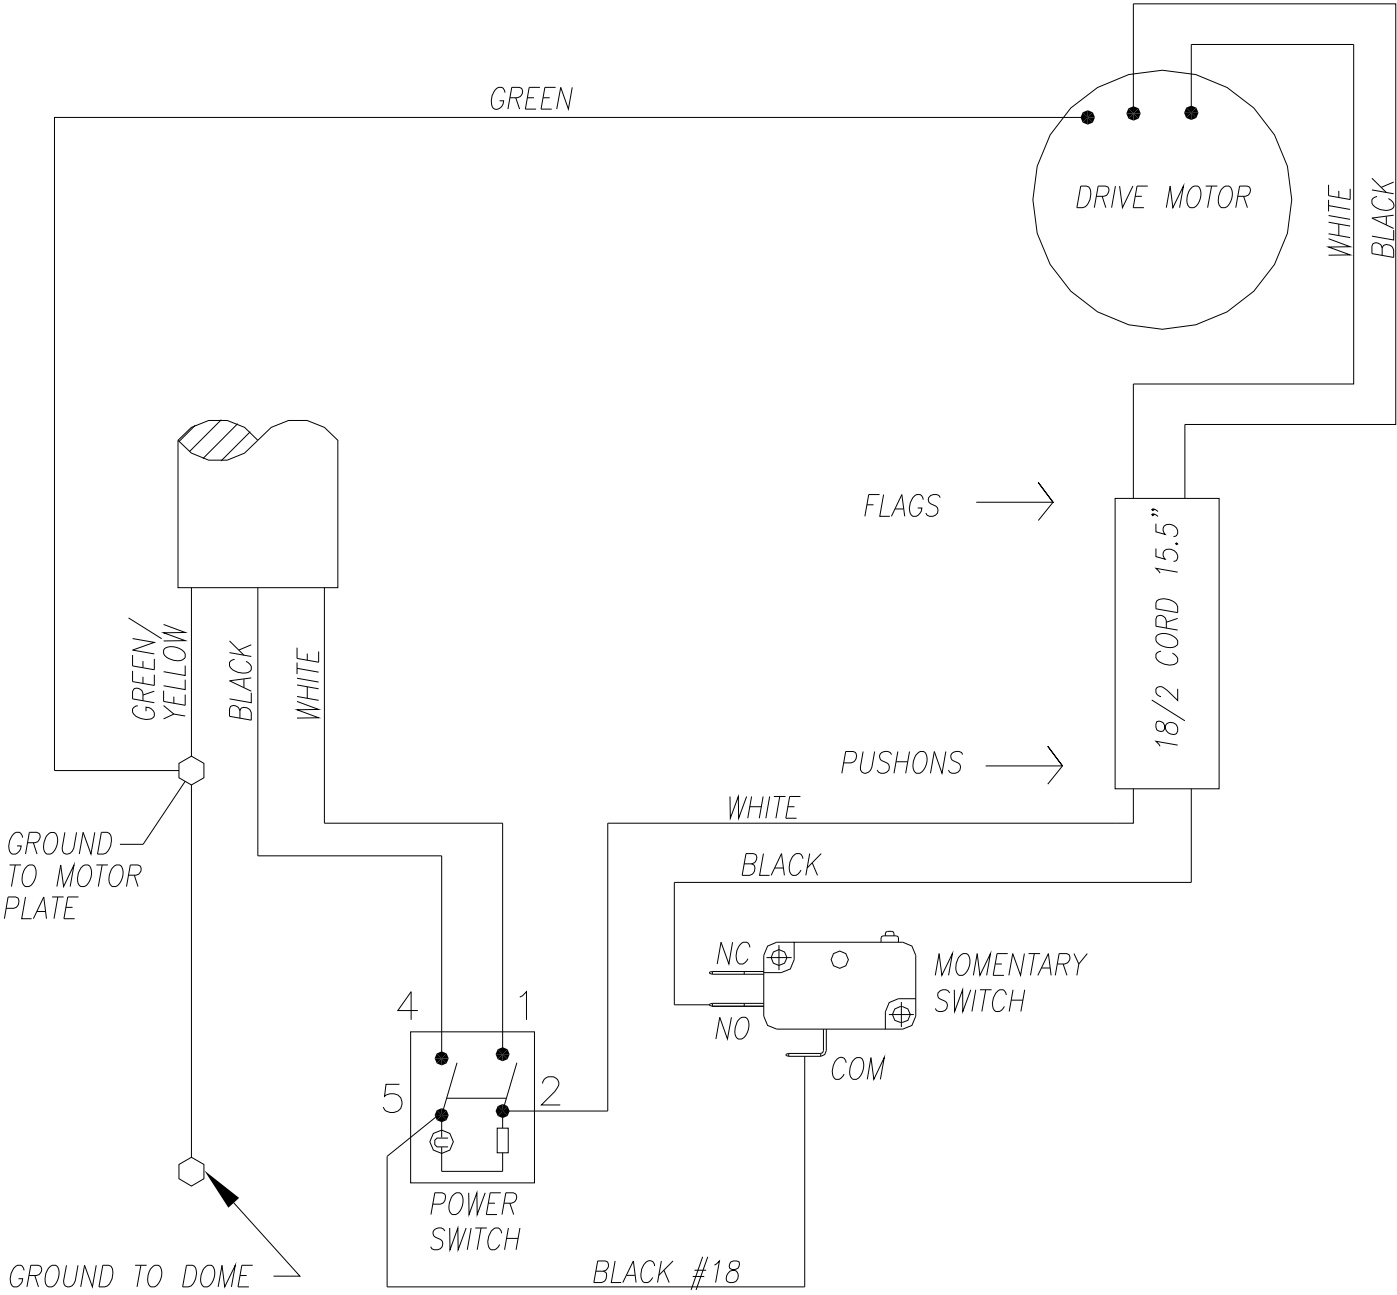 GREEN
DRIVE MOTOR
WHITE
BLACK
FLAGS
18/2 CORD 15.5"
PUSHONS
GREEN/
YELLOW
BLACK
WHITE
GROUND
TO MOTOR
PLATE
WHITE
BLACK
NC
NO
COM
MOMENTARY
SWITCH
4
1
5
2
POWER
SWITCH
BLACK #18
GROUND TO DOME